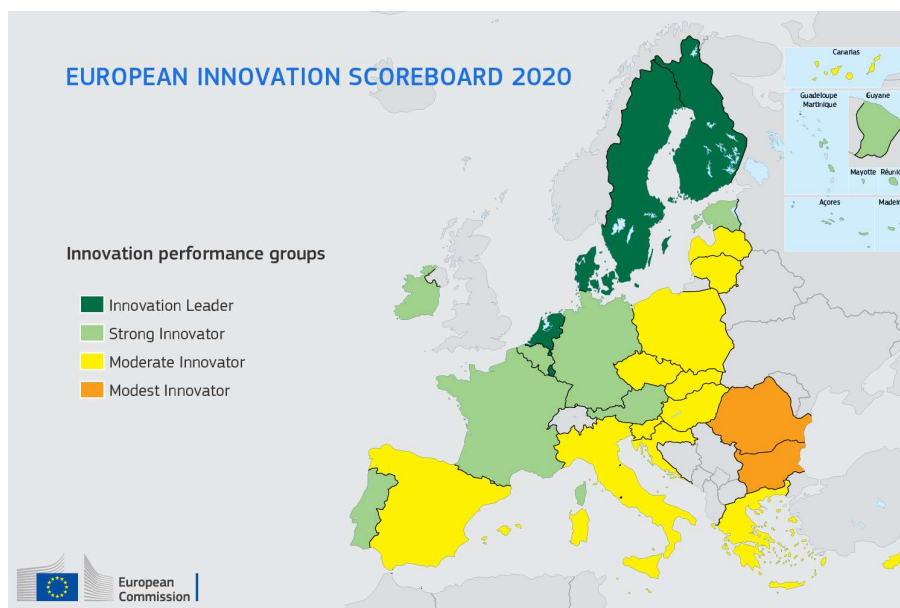 EUROPEAN INNOVATION SCOREBOARD 2020
Canarias
Guadeloupe
Martinique
Guyane
Mayotte
Açores
Innovation performance groups
Innovation Leader
Strong Innovator
Moderate Innovator
Modest Innovator
European
Commission